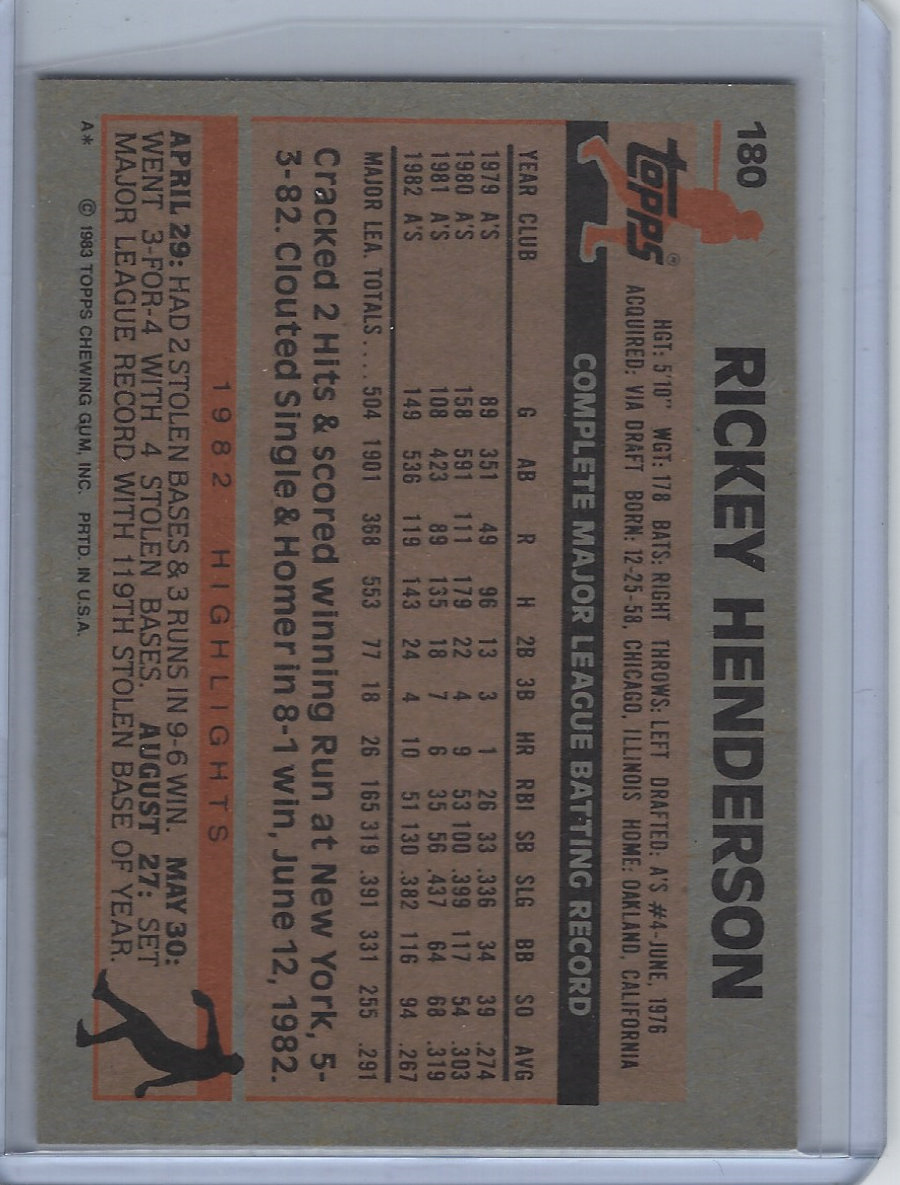 180
RICKEY HENDERSON
TOPPS
HGT: 5'10" WGT: 178 BATS: RIGHT THROWS: LEFT DRAFTED: A'S #4-JUNE, 1976
ACQUIRED: VIA DRAFT BORN: 12-25-58, CHICAGO, ILLINOIS HOME: OAKLAND, CALIFORNIA
COMPLETE MAJOR LEAGUE BATTING RECORD
YEAR CLUB G AB R H 2B 3B HR RBI SB SLG BB SO AVG
1979 A'S 89 351 49 96 13 3 1 26 33 .336 34 39 .274
1980 A'S 158 591 111 179 22 4 9 53 100 .399 117 54 .303
1981 A'S 108 423 89 135 18 7 6 35 56 .437 64 68 .319
1982 A'S 149 536 119 143 24 4 10 51 130 .382 116 94 .267
MAJOR LEA. TOTALS.... 504 1901 368 553 77 18 26 165 319 .391 331 255 .291
Cracked 2 Hits & scored winning Run at New York, 5-
3-82. Clouted Single & Homer in 8-1 win, June 12, 1982.
1982 HIGHLIGHTS
APRIL 29: HAD 2 STOLEN BASES & 3 RUNS IN 9-6 WIN. MAY 30:
WENT 3-FOR-4 WITH 4 STOLEN BASES. AUGUST 27: SET
MAJOR LEAGUE RECORD WITH 119TH STOLEN BASE OF YEAR.
A* © 1983 TOPPS CHEWING GUM, INC. PRTD. IN U.S.A.